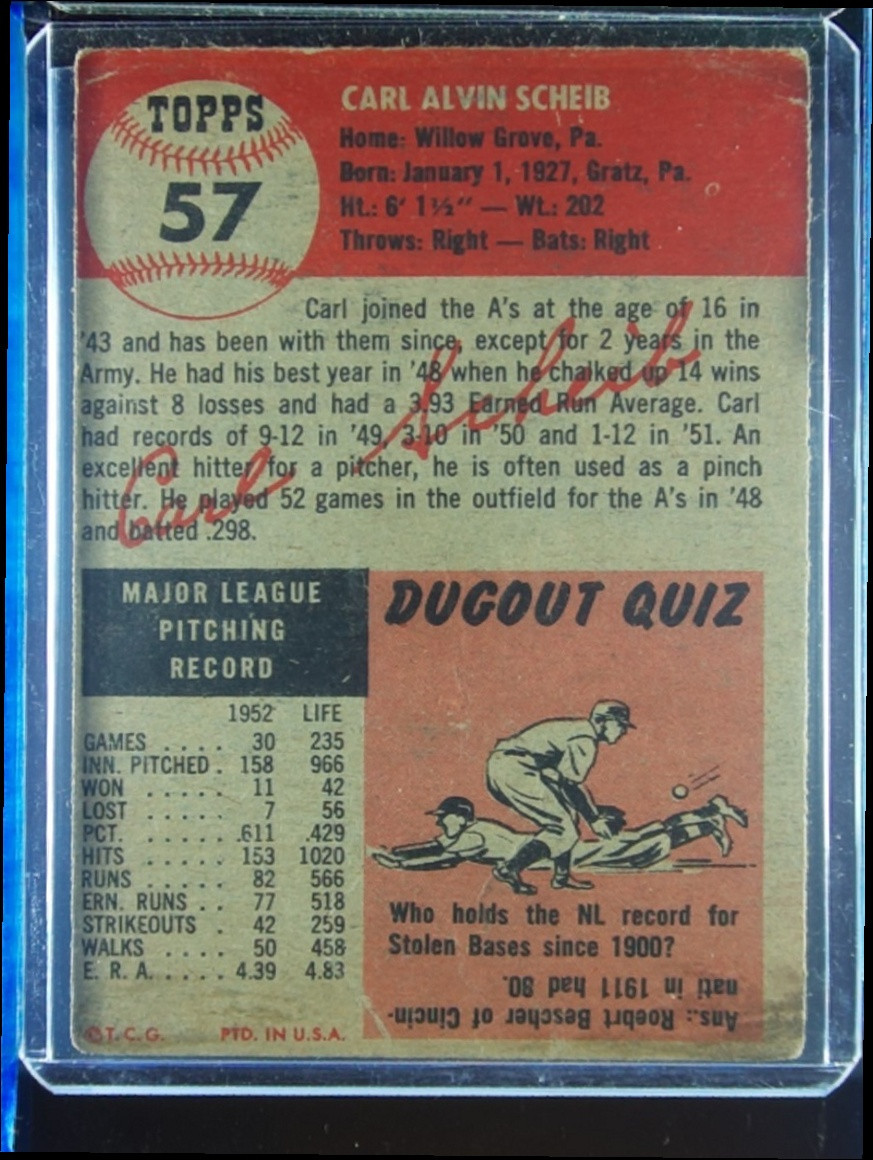 TOPPS
57
CARL ALVIN SCHEIB
Home: Willow Grove, Pa.
Born: January 1, 1927, Gratz, Pa.
Ht.: 6' 1½" — Wt.: 202
Throws: Right — Bats: Right
Carl joined the A's at the age of 16 in
'43 and has been with them since, except for 2 years in the
Army. He had his best year in '48 when he chalked up 14 wins
against 8 losses and had a 3.93 Earned Run Average. Carl
had records of 9-12 in '49, 3-10 in '50 and 1-12 in '51. An
excellent hitter for a pitcher, he is often used as a pinch
hitter. He played 52 games in the outfield for the A's in '48
and batted .298.
Carl Scheib
MAJOR LEAGUE
PITCHING
RECORD
1952 LIFE
GAMES . . . . 30 235
INN. PITCHED . 158 966
WON . . . . . 11 42
LOST . . . . . 7 56
PCT. . . . . . .611 .429
HITS . . . . . 153 1020
RUNS . . . . . 82 566
ERN. RUNS . . 77 518
STRIKEOUTS . 42 259
WALKS . . . . 50 458
E. R. A. . . . . 4.39 4.83
©T.C.G. PTD. IN U.S.A.
DUGOUT QUIZ
Who holds the NL record for
Stolen Bases since 1900?
Ans.: Roebrt Bescher of Cincin-
nati in 1911 had 80.